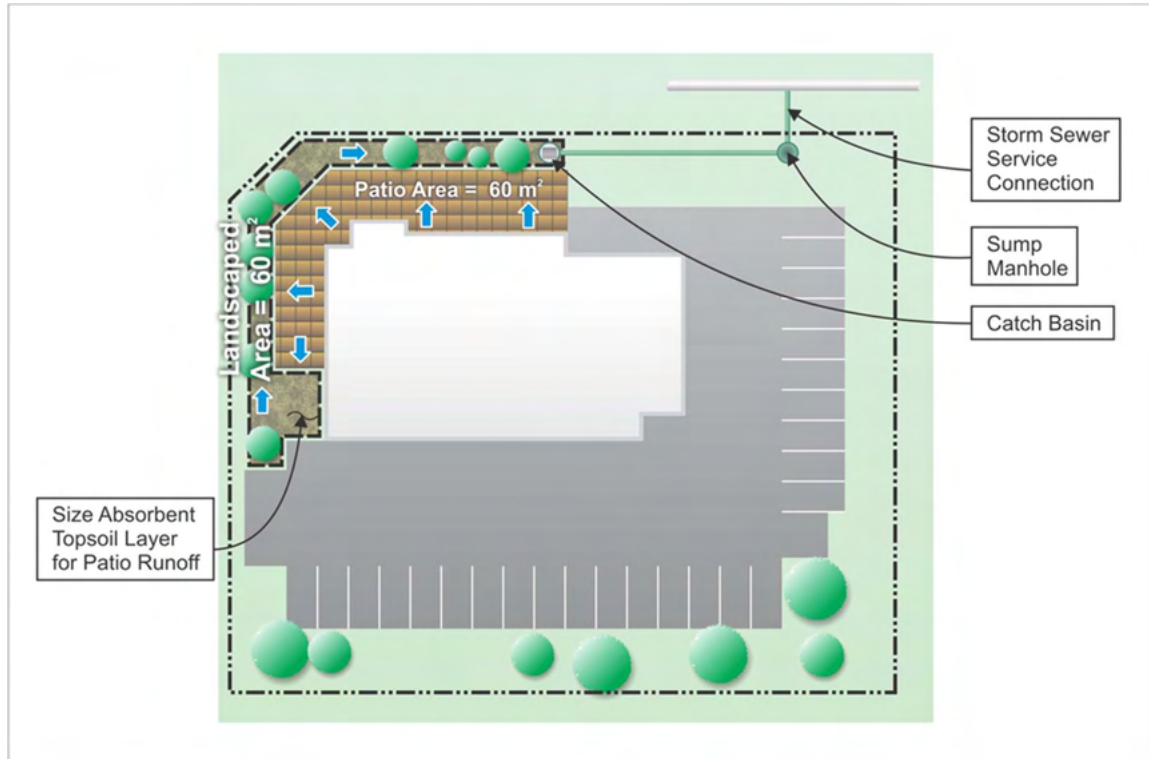 Storm Sewer
Service
Connection
Patio Area = 60 m²
Landscaped
Area = 60 m²
Sump
Manhole
Catch Basin
Size Absorbent
Topsoil Layer
for Patio Runoff